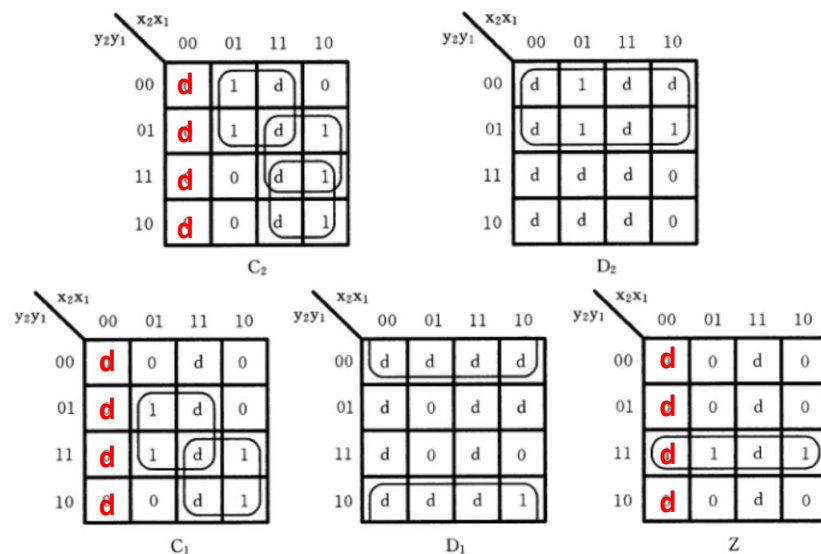 x₂x₁ x₂x₁
y₂y₁ 00 01 11 10 y₂y₁ 00 01 11 10
00 d 1 d 0 00 d 1 d d
01 d 1 d 1 01 d 1 d 1
11 d 0 d 1 11 d d d d 0
10 d 0 d 1 10 d d d 0
C₂ D₂
x₂x₁ x₂x₁ x₂x₁
y₂y₁ 00 01 11 10 y₂y₁ 00 01 11 10 y₂y₁ 00 01 11 10
00 d 0 d 0 00 d d d d 00 d 0 d 0
01 d 1 d 0 01 d 0 d d 01 d 0 d 0
11 d 1 d 1 11 d 0 d 0 11 d 1 d 1
10 d 0 d 1 10 d d d 1 10 d 0 d 0
C₁ D₁ Z